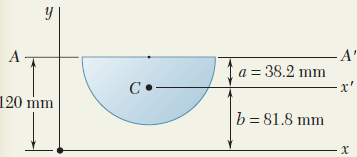 y
A
A'
a = 38.2 mm
C
x'
120 mm
b = 81.8 mm
x